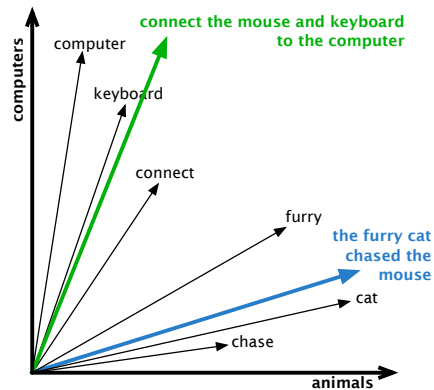 connect the mouse and keyboard
to the computer
computer
computers
keyboard
connect
furry
the furry cat
chased the
mouse
cat
chase
animals